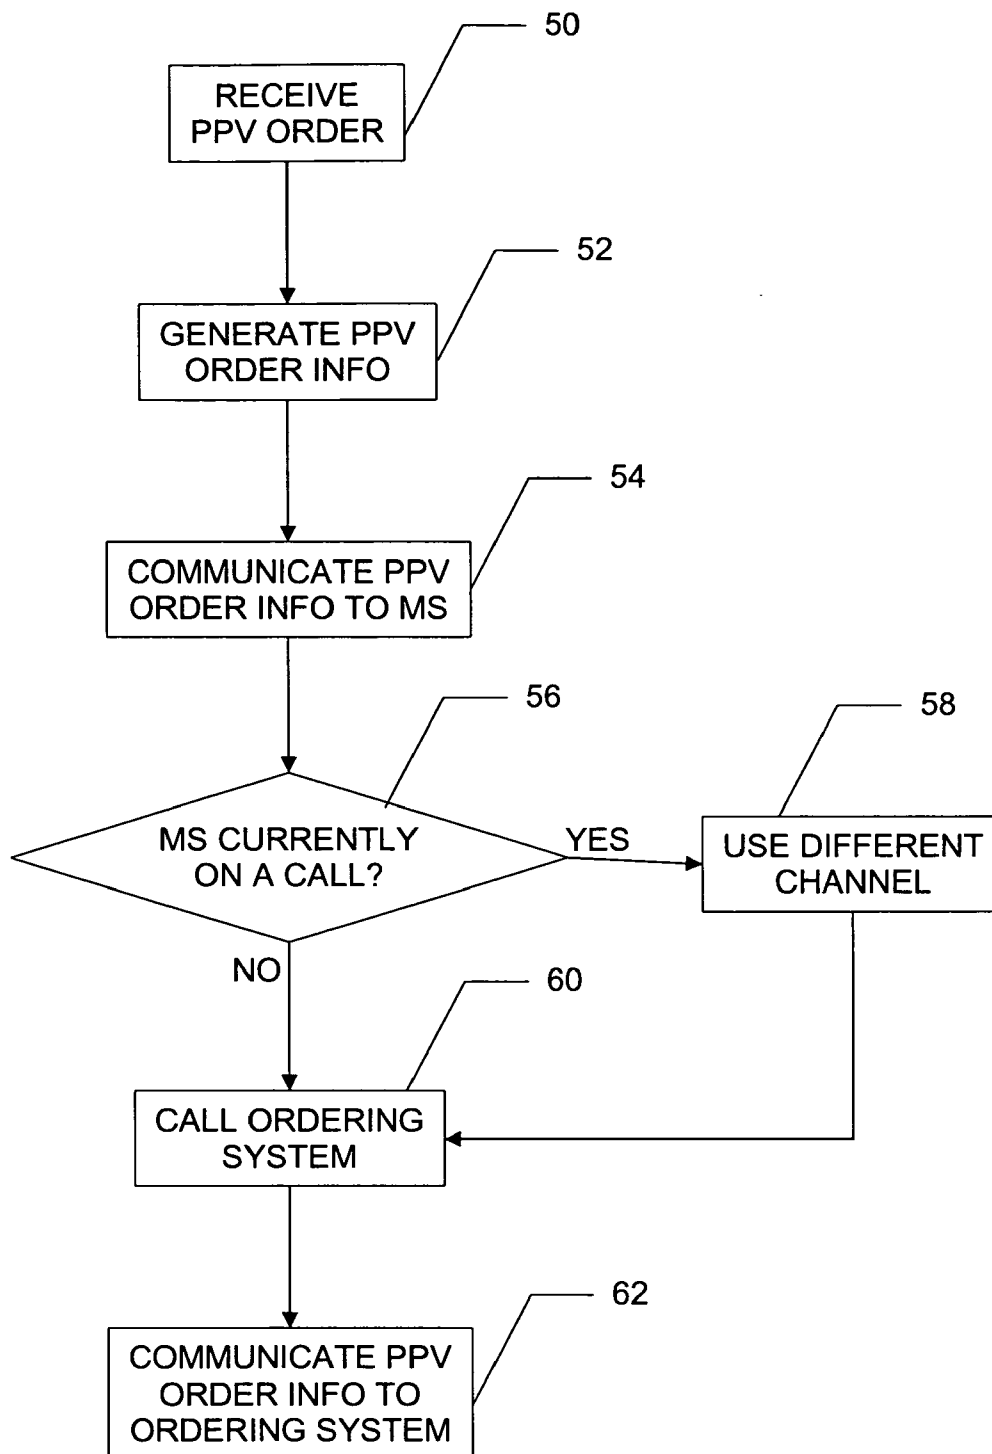 50
RECEIVE
PPV ORDER
52
GENERATE PPV
ORDER INFO
54
COMMUNICATE PPV
ORDER INFO TO MS
56
58
MS CURRENTLY
ON A CALL?
YES
USE DIFFERENT
CHANNEL
NO
60
CALL ORDERING
SYSTEM
62
COMMUNICATE PPV
ORDER INFO TO
ORDERING SYSTEM